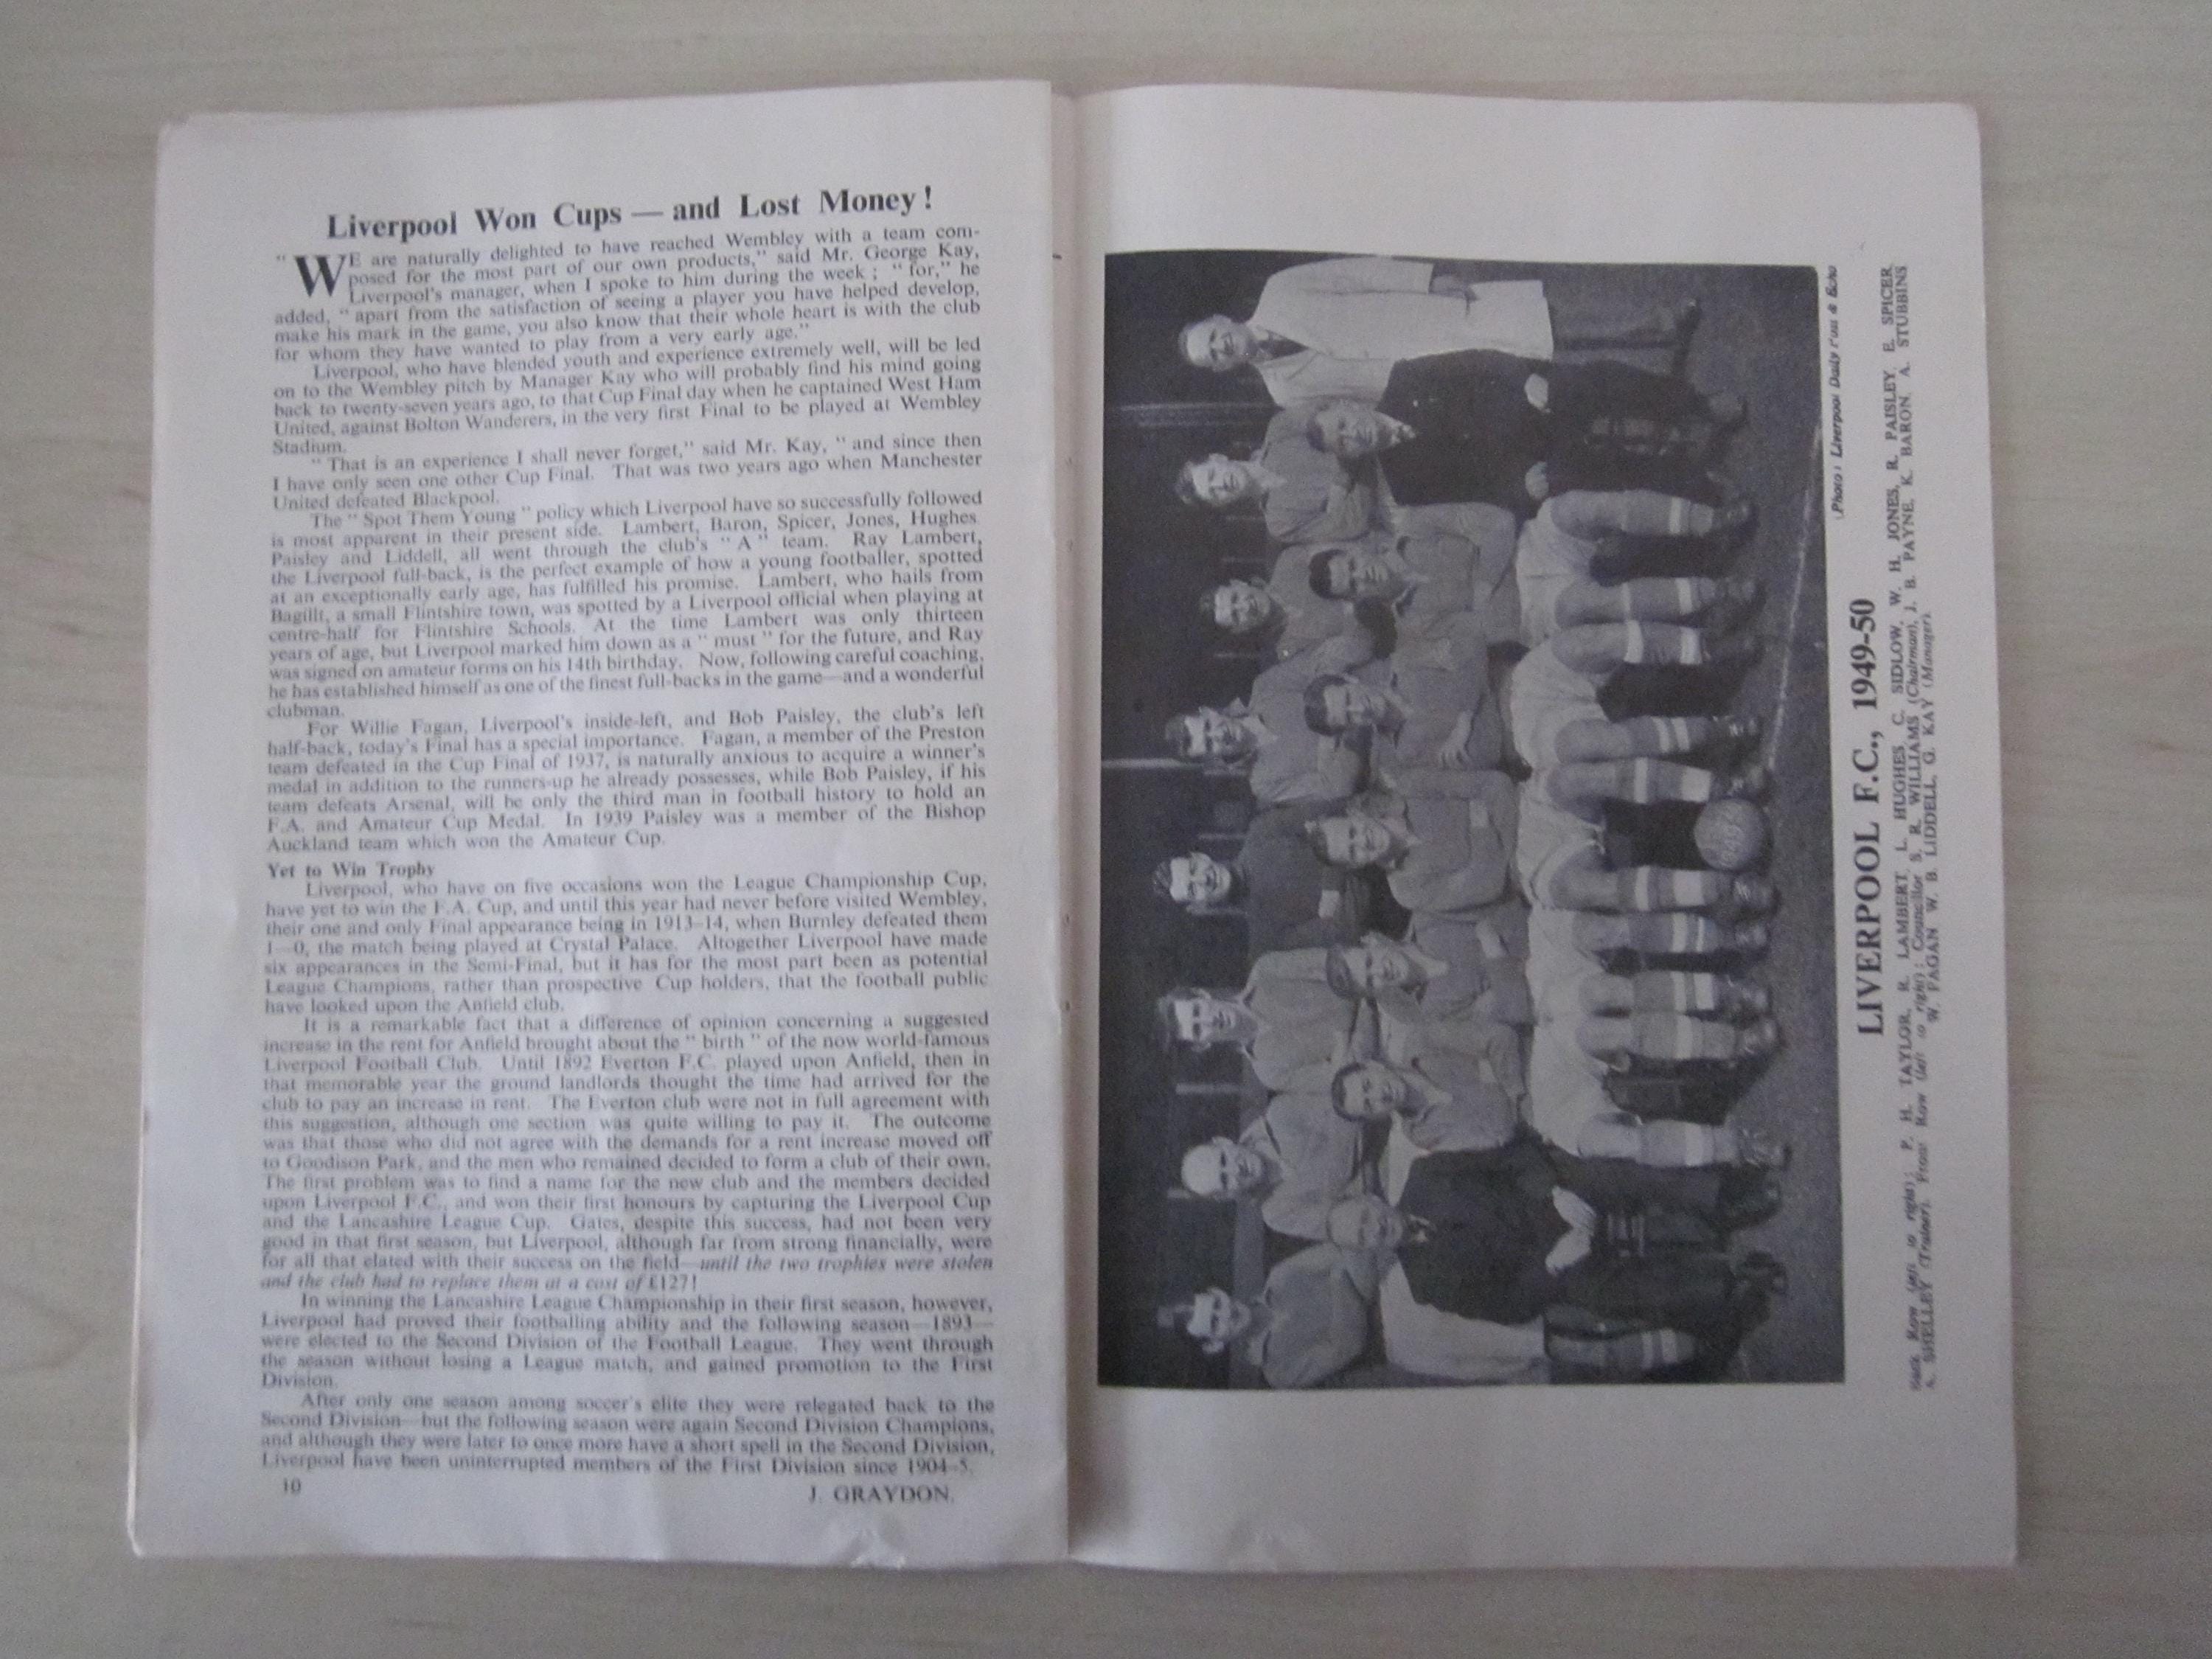 Liverpool Won Cups — and Lost Money!
" WE are naturally delighted to have reached Wembley with a team com-
posed for the most part of our own products," said Mr. George Kay,
Liverpool's manager, when I spoke to him during the week ; " for," he
added, " apart from the satisfaction of seeing a player you have helped develop,
make his mark in the game, you also know that their whole heart is with the club
for whom they have wanted to play from a very early age."
Liverpool, who have blended youth and experience extremely well, will be led
on to the Wembley pitch by Manager Kay who will probably find his mind going
back to twenty-seven years ago, to that Cup Final day when he captained West Ham
United, against Bolton Wanderers, in the very first Final to be played at Wembley
Stadium.
" That is an experience I shall never forget," said Mr. Kay, " and since then
I have only seen one other Cup Final. That was two years ago when Manchester
United defeated Blackpool.
The " Spot Them Young " policy which Liverpool have so successfully followed
is most apparent in their present side. Lambert, Baron, Spicer, Jones, Hughes
Paisley and Liddell, all went through the club's " A " team. Ray Lambert,
the Liverpool full-back, is the perfect example of how a young footballer, spotted
at an exceptionally early age, has fulfilled his promise. Lambert, who hails from
Bagillt, a small Flintshire town, was spotted by a Liverpool official when playing at
centre-half for Flintshire Schools. At the time Lambert was only thirteen
years of age, but Liverpool marked him down as a " must " for the future, and Ray
was signed on amateur forms on his 14th birthday. Now, following careful coaching,
he has established himself as one of the finest full-backs in the game—and a wonderful
clubman.
For Willie Fagan, Liverpool's inside-left, and Bob Paisley, the club's left
half-back, today's Final has a special importance. Fagan, a member of the Preston
team defeated in the Cup Final of 1937, is naturally anxious to acquire a winner's
medal in addition to the runners-up he already possesses, while Bob Paisley, if his
team defeats Arsenal, will be only the third man in football history to hold an
F.A. and Amateur Cup Medal. In 1939 Paisley was a member of the Bishop
Auckland team which won the Amateur Cup.
Yet to Win Trophy
Liverpool, who have on five occasions won the League Championship Cup,
have yet to win the F.A. Cup, and until this year had never before visited Wembley,
their one and only Final appearance being in 1913-14, when Burnley defeated them
1—0, the match being played at Crystal Palace. Altogether Liverpool have made
six appearances in the Semi-Final, but it has for the most part been as potential
League Champions, rather than prospective Cup holders, that the football public
have looked upon the Anfield club.
It is a remarkable fact that a difference of opinion concerning a suggested
increase in the rent for Anfield brought about the " birth " of the now world-famous
Liverpool Football Club. Until 1892 Everton F.C. played upon Anfield, then in
that memorable year the ground landlords thought the time had arrived for the
club to pay an increase in rent. The Everton club were not in full agreement with
this suggestion, although one section was quite willing to pay it. The outcome
was that those who did not agree with the demands for a rent increase moved off
to Goodison Park, and the men who remained decided to form a club of their own.
The first problem was to find a name for the new club and the members decided
upon Liverpool F.C., and won their first honours by capturing the Liverpool Cup
and the Lancashire League Cup. Gates, despite this success, had not been very
good in that first season, but Liverpool, although far from strong financially, were
for all that elated with their success on the field—until the two trophies were stolen
and the club had to replace them at a cost of £127!
In winning the Lancashire League Championship in their first season, however,
Liverpool had proved their footballing ability and the following season—1893—
were elected to the Second Division of the Football League. They went through
the season without losing a League match, and gained promotion to the First
Division.
After only one season among soccer's elite they were relegated back to the
Second Division—but the following season were again Second Division Champions,
and although they were later to once more have a short spell in the Second Division,
Liverpool have been uninterrupted members of the First Division since 1904-5.
J. GRAYDON.
10
(Photo: Liverpool Daily Post & Echo
LIVERPOOL F.C., 1949-50
Back Row (left to right): P. H. TAYLOR, R. LAMBERT, L. HUGHES, C. SIDLOW, W. H. JONES, R. PAISLEY, E. SPICER,
A. SHELLEY (Trainer). Front Row (left to right): Councillor S. R. WILLIAMS (Chairman), J. B. PAYNE, K. BARON, A. STUBBINS
W. FAGAN W. B. LIDDELL, G. KAY (Manager).